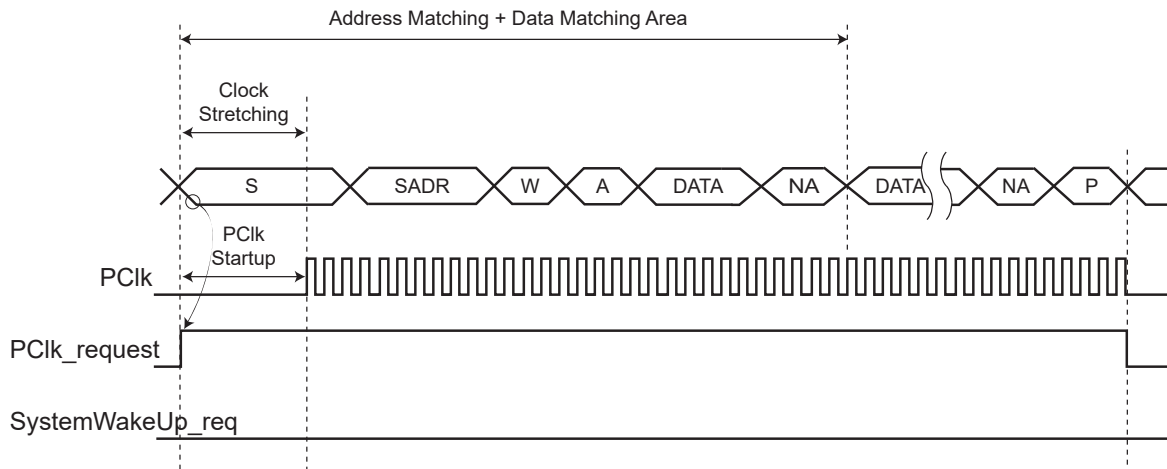 Address Matching + Data Matching Area
Clock
Stretching
S SADR W A DATA NA DATA NA P
PClk
Startup
PClk
PClk_request
SystemWakeUp_req